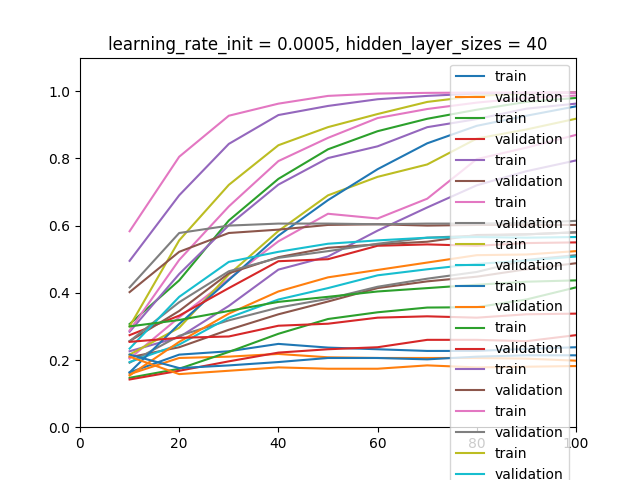 learning_rate_init = 0.0005, hidden_layer_sizes = 40
1.0
0.8
0.6
0.4
0.2
0.0
0
20
40
60
80
100
train
validation
train
validation
train
validation
train
validation
train
validation
train
validation
train
validation
train
validation
train
validation
train
validation